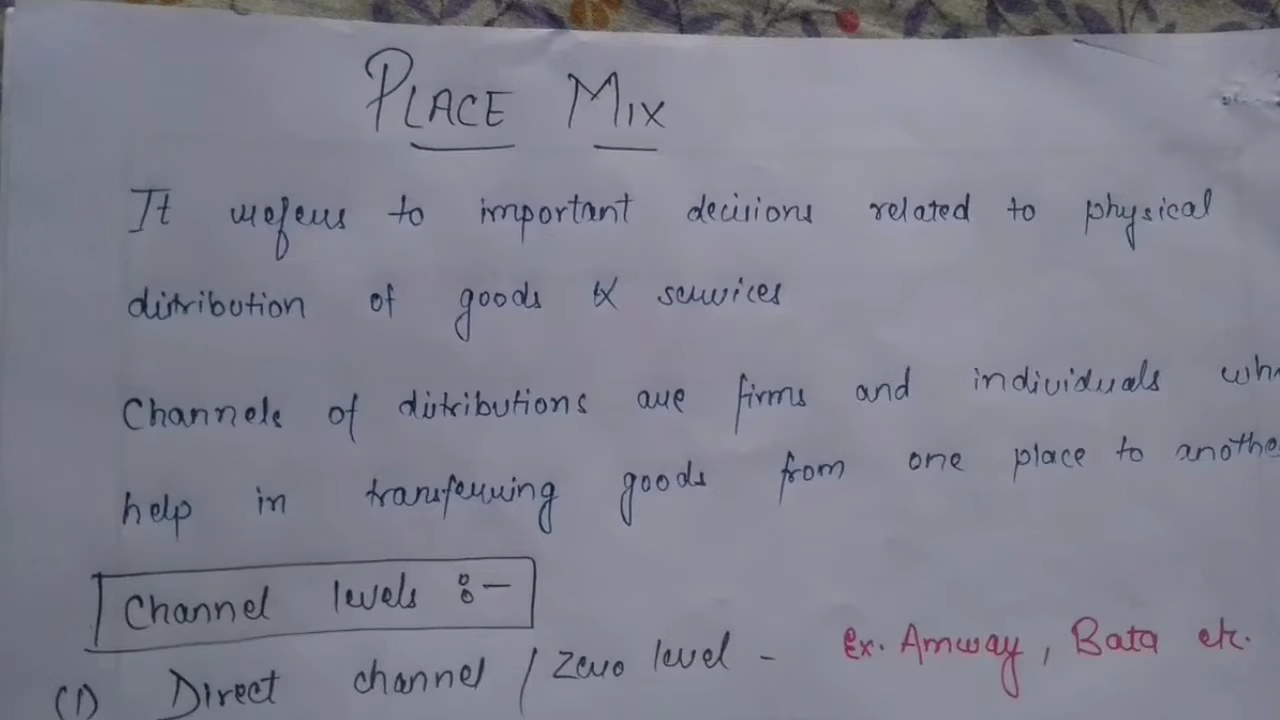 PLACE MIX
It refers to important decisions related to physical
distribution of goods & services
Channels of distributions are firms and individuals wh
help in transferring goods from one place to anothe
Channel levels :-
(1) Direct channel / Zero level - Ex. Amway, Bata etc.